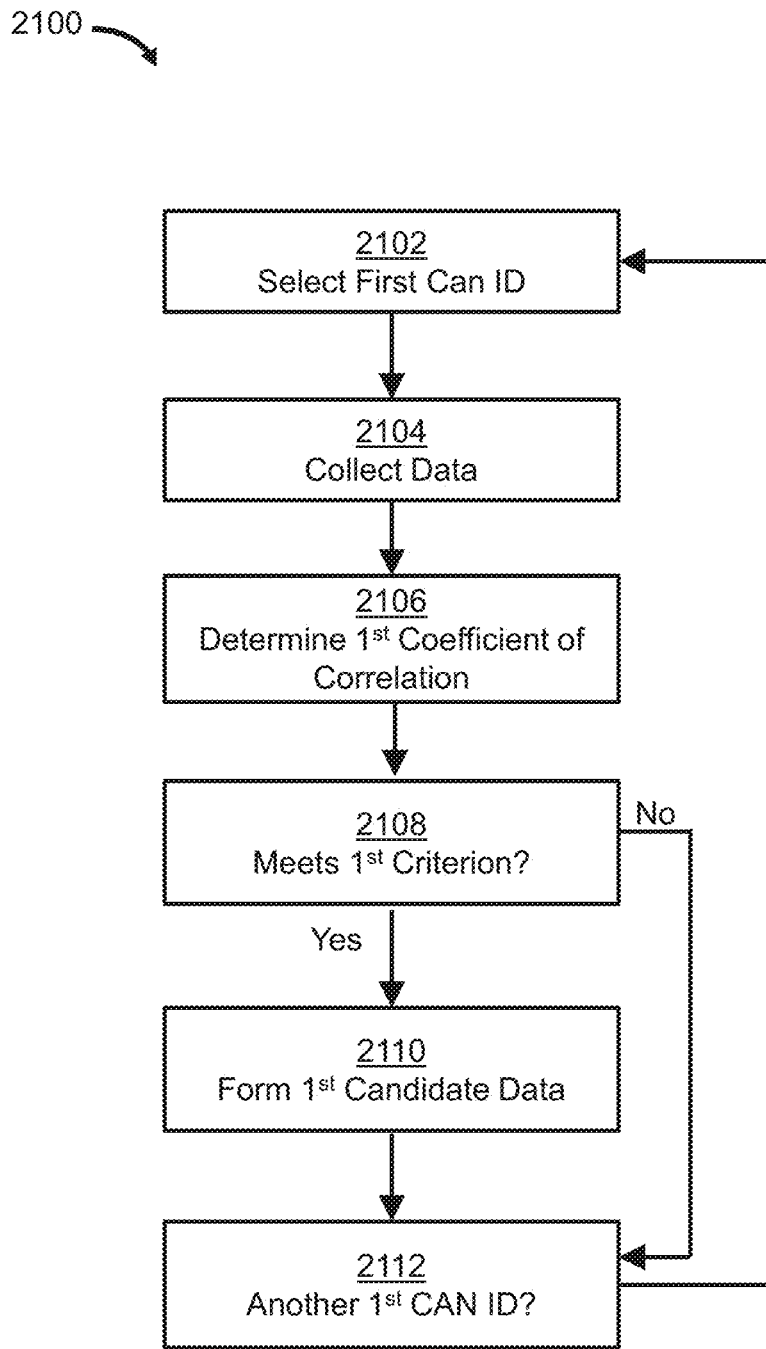 2100
2102
Select First Can ID
2104
Collect Data
2106
Determine 1st Coefficient of
Correlation
2108
Meets 1st Criterion?
No
Yes
2110
Form 1st Candidate Data
2112
Another 1st CAN ID?